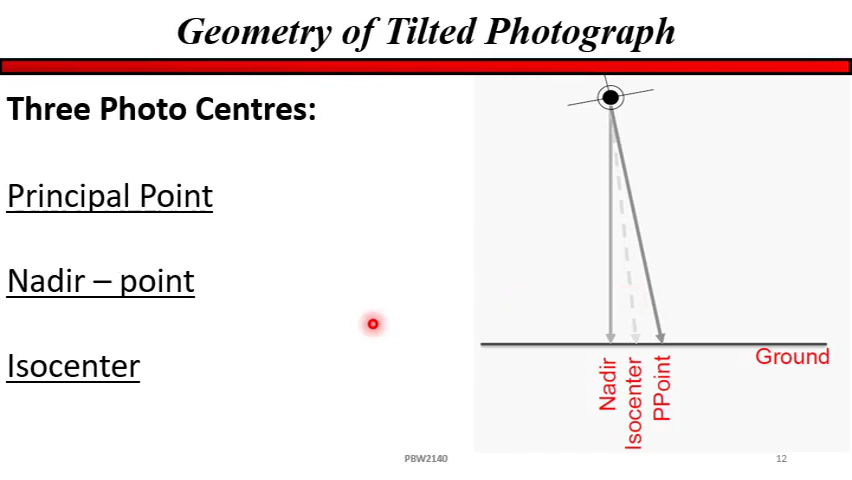 Geometry of Tilted Photograph
Three Photo Centres:
Principal Point
Nadir – point
Isocenter
Nadir
Isocenter
PPoint
Ground
PBW2140
12